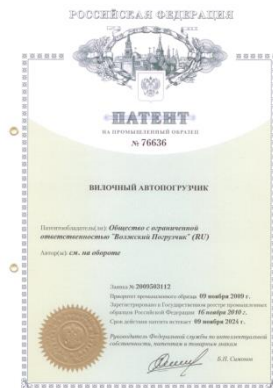 РОССИЙСКАЯ ФЕДЕРАЦИЯ
ПАТЕНТ
НА ПРОМЫШЛЕННЫЙ ОБРАЗЕЦ
№ 76636
ВИЛОЧНЫЙ АВТОПОГРУЗЧИК
Патентообладатель(ли): Общество с ограниченной
ответственностью "Волжский Погрузчик" (RU)
Автор(ы): см. на обороте
Заявка № 2009503112
Приоритет промышленного образца 09 ноября 2009 г.
Зарегистрировано в Государственном реестре промышленных
образцов Российской Федерации 16 ноября 2010 г.
Срок действия патента истекает 09 ноября 2024 г.
Руководитель Федеральной службы по интеллектуальной
собственности, патентам и товарным знакам
Б.П. Симонов